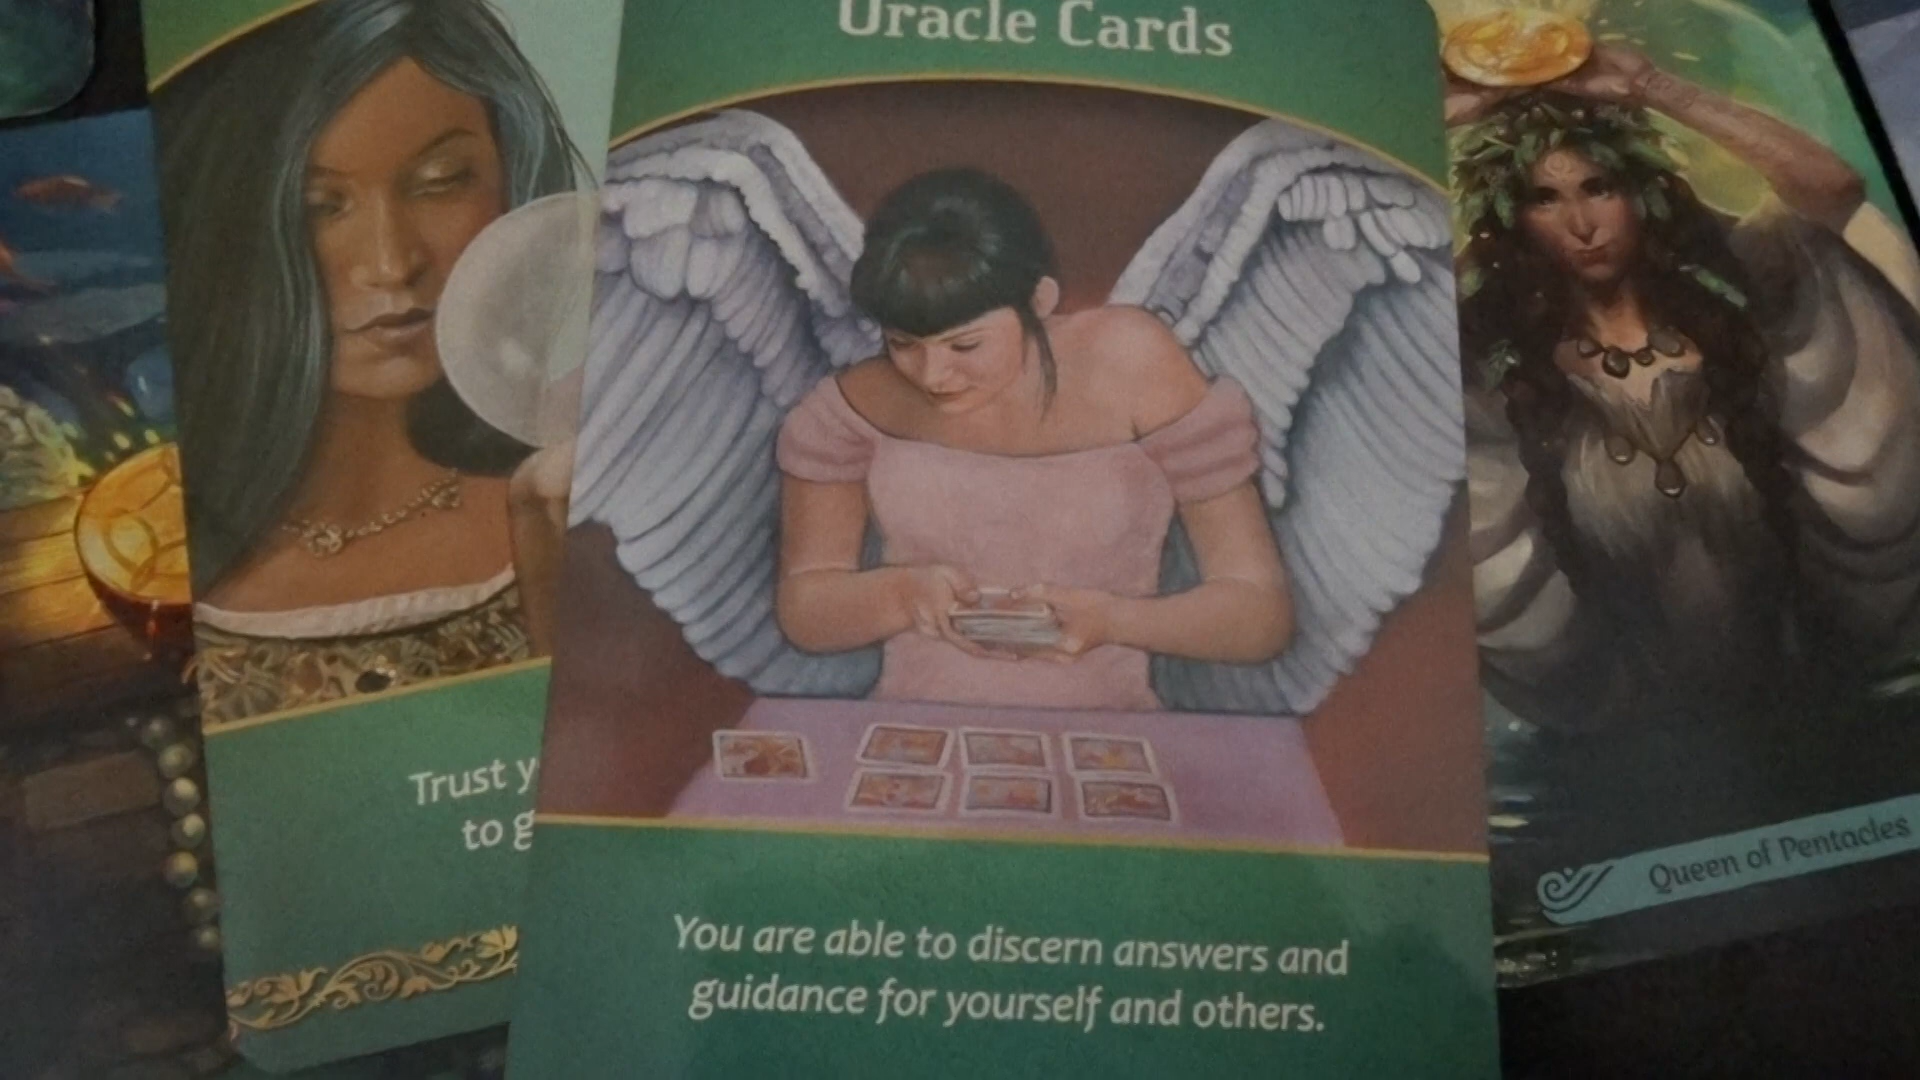 Oracle Cards
Trust y
to g
You are able to discern answers and
guidance for yourself and others.
Queen of Pentacles